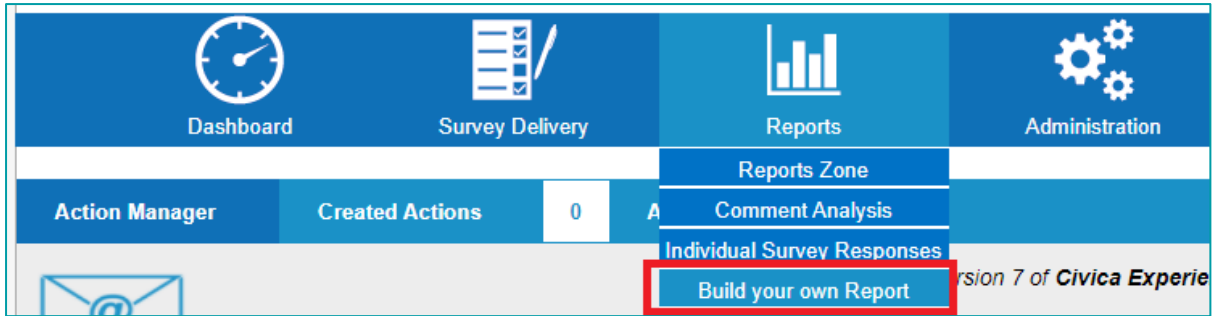 Dashboard
Survey Delivery
Reports
Administration
Reports Zone
Action Manager
Created Actions
0
A
Comment Analysis
Individual Survey Responses
rsion 7 of Civica Experie
Build your own Report
@